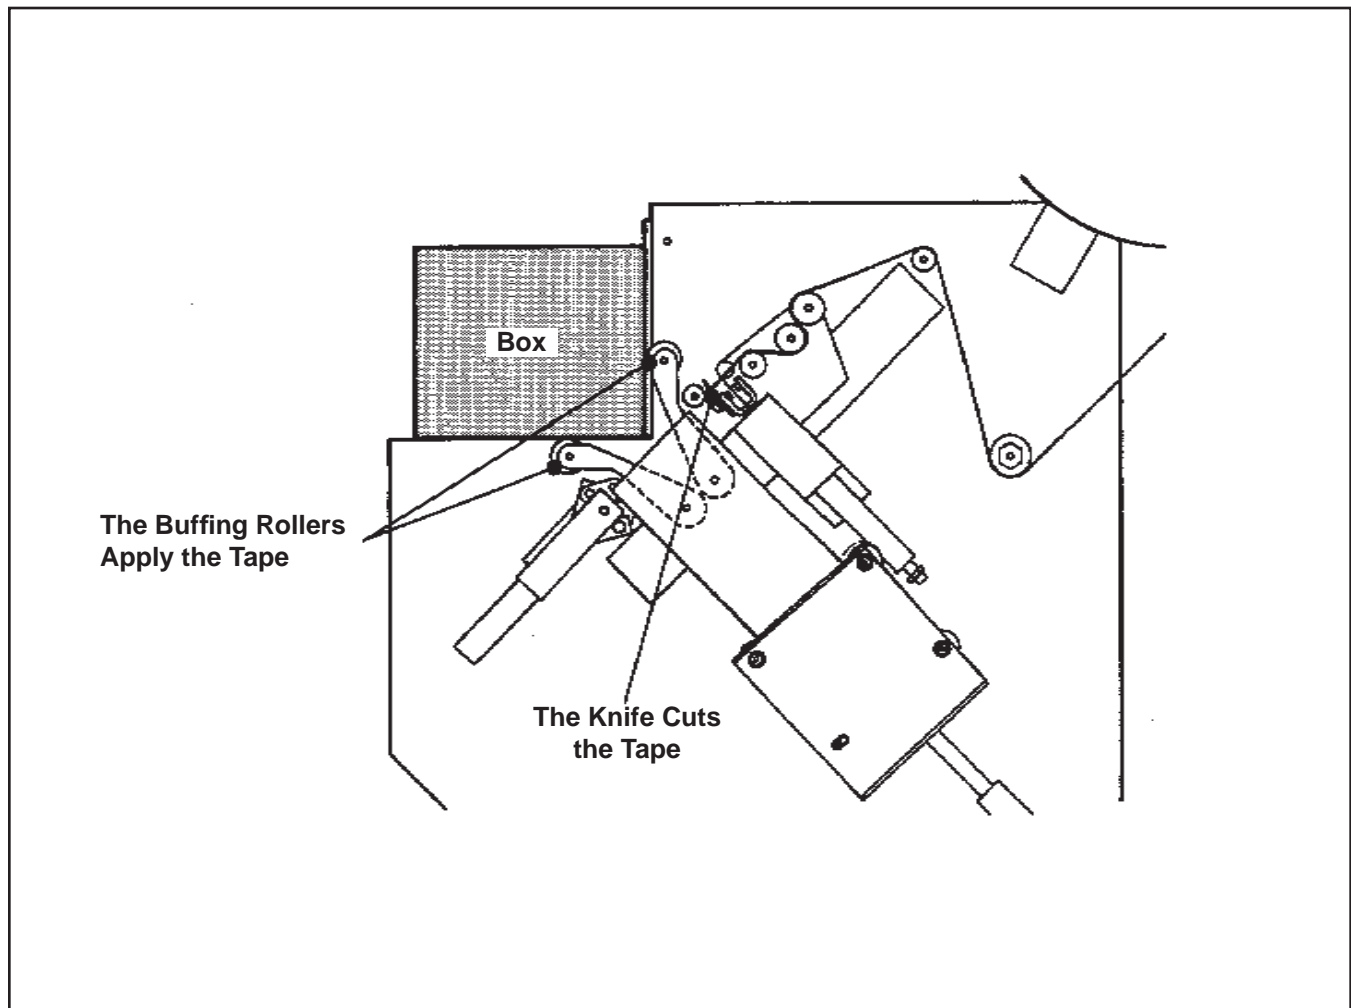 Box
The Buffing Rollers
Apply the Tape
The Knife Cuts
the Tape